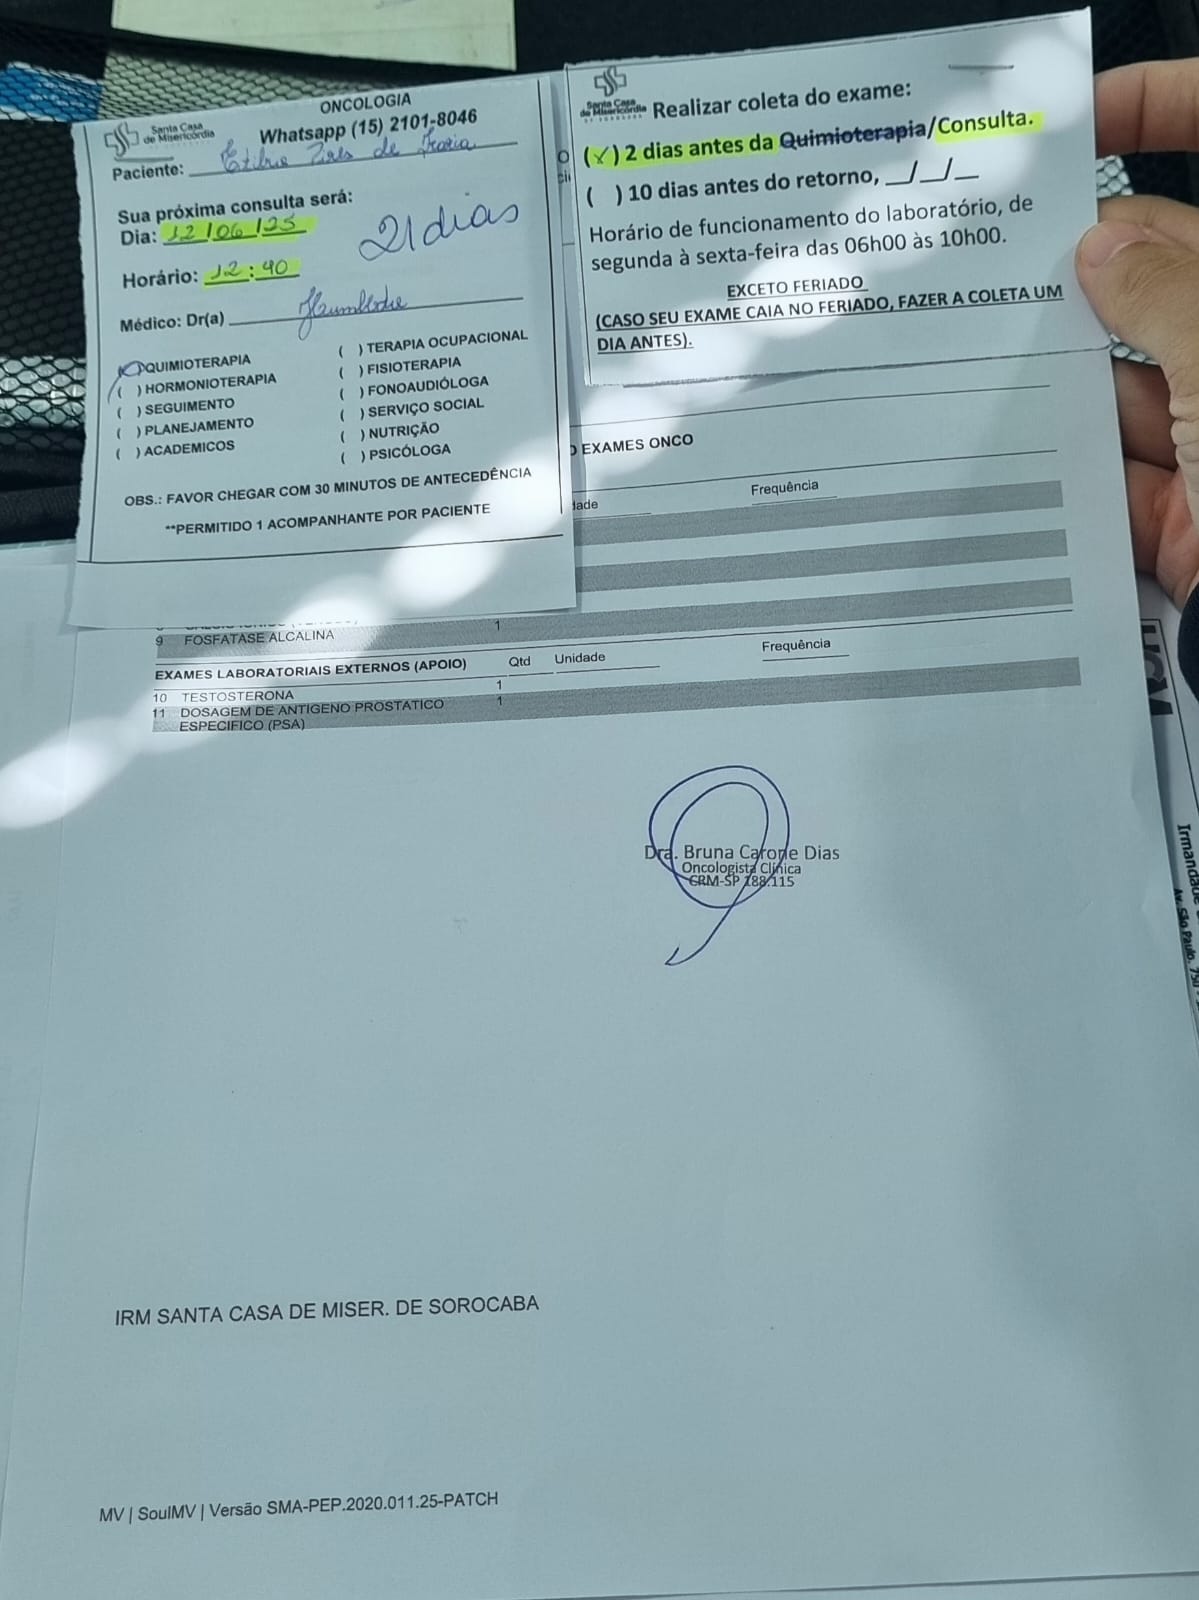 ONCOLOGIA
Santa Casa
de Misericórdia
Whatsapp (15) 2101-8046
Paciente: de
Sua próxima consulta será:
Dia: 12/06/25
21 dias
Horário: 12:40
Médico: Dr(a)
QUIMIOTERAPIA
( ) HORMONIOTERAPIA
( ) SEGUIMENTO
( ) PLANEJAMENTO
( ) ACADEMICOS
( ) TERAPIA OCUPACIONAL
( ) FISIOTERAPIA
( ) FONOAUDIÓLOGA
( ) SERVIÇO SOCIAL
( ) NUTRIÇÃO
( ) PSICÓLOGA
OBS.: FAVOR CHEGAR COM 30 MINUTOS DE ANTECEDÊNCIA
**PERMITIDO 1 ACOMPANHANTE POR PACIENTE
Santa Casa
de Misericórdia
Realizar coleta do exame:
(x) 2 dias antes da Quimioterapia/Consulta.
( ) 10 dias antes do retorno, __/__/__
Horário de funcionamento do laboratório, de
segunda à sexta-feira das 06h00 às 10h00.
EXCETO FERIADO
(CASO SEU EXAME CAIA NO FERIADO, FAZER A COLETA UM
DIA ANTES).
O EXAMES ONCO
dade Frequência
9 FOSFATASE ALCALINA 1
EXAMES LABORATORIAIS EXTERNOS (APOIO) Qtd Unidade Frequência
10 TESTOSTERONA 1
11 DOSAGEM DE ANTIGENO PROSTATICO 1
ESPECIFICO (PSA)
Dra. Bruna Carone Dias
Oncologista Clínica
CRM-SP 188.115
IRM SANTA CASA DE MISER. DE SOROCABA
MV | SoulMV | Versão SMA-PEP.2020.011.25-PATCH
Irmandade
Av. São Paulo, 750